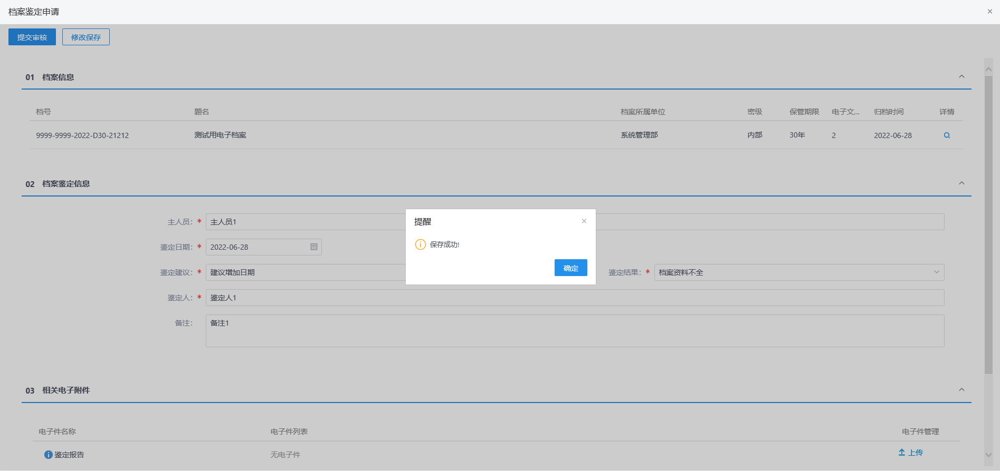 档案鉴定申请
提交审核 修改保存
01 档案信息
档号 题名 档案所属单位 密级 保管期限 电子文... 归档时间 详情
9999-9999-2022-D30-21212 测试用电子档案 系统管理部 内部 30年 2 2022-06-28
02 档案鉴定信息
主人员： * 主人员1
鉴定日期： * 2022-06-28
鉴定建议： * 建议增加日期 鉴定结果： * 档案资料不全
鉴定人： * 鉴定人1
备注： 备注1
提醒
保存成功!
确定
03 相关电子附件
电子件名称 电子件列表 电子件管理
鉴定报告 无电子件 上传